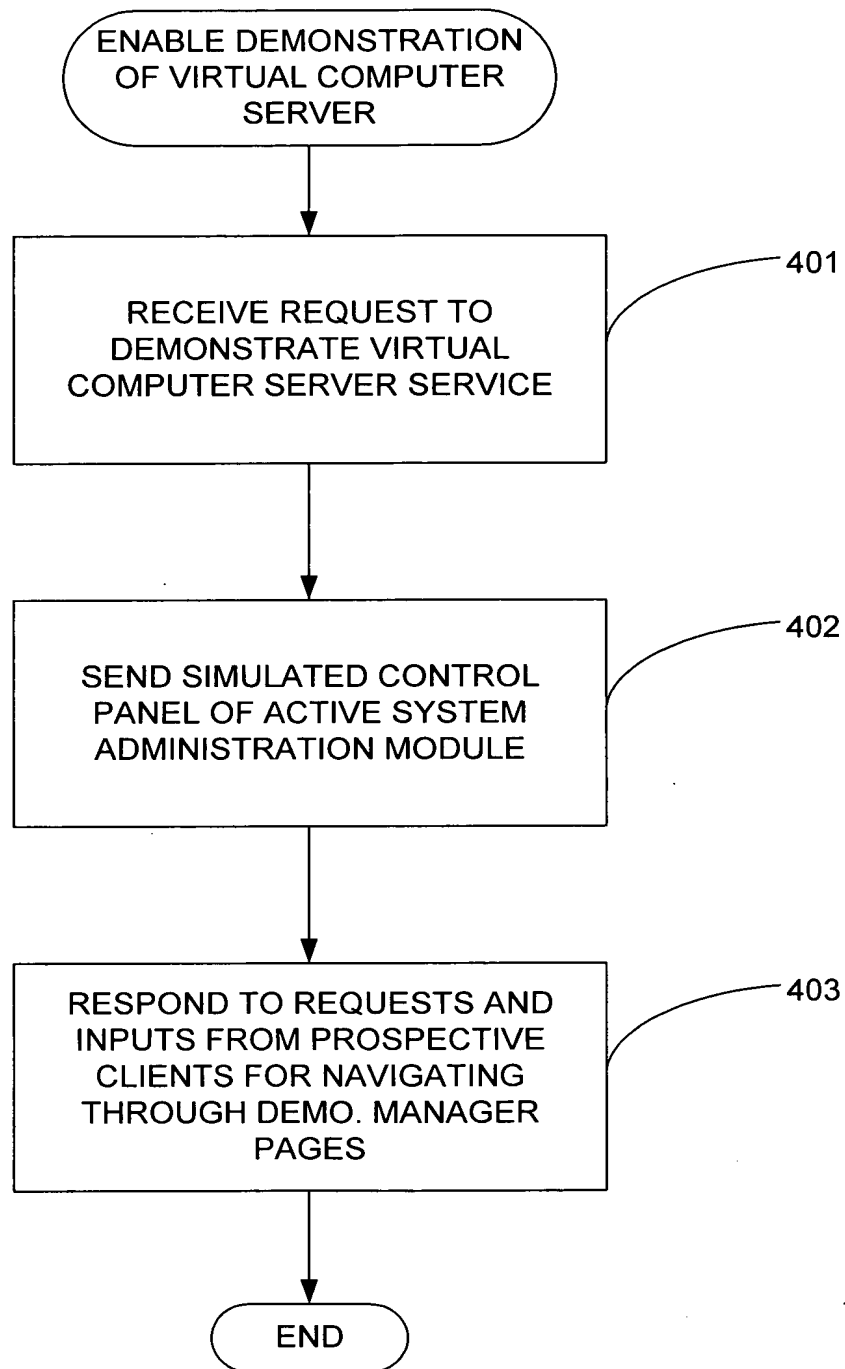 ENABLE DEMONSTRATION
OF VIRTUAL COMPUTER
SERVER
401
RECEIVE REQUEST TO
DEMONSTRATE VIRTUAL
COMPUTER SERVER SERVICE
402
SEND SIMULATED CONTROL
PANEL OF ACTIVE SYSTEM
ADMINISTRATION MODULE
403
RESPOND TO REQUESTS AND
INPUTS FROM PROSPECTIVE
CLIENTS FOR NAVIGATING
THROUGH DEMO. MANAGER
PAGES
END